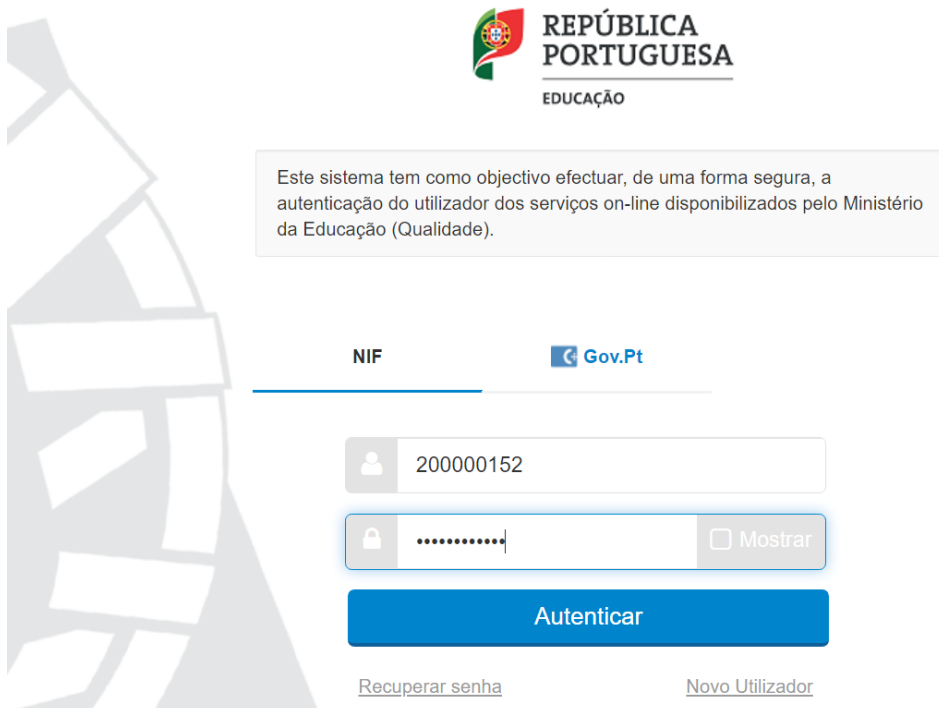 REPÚBLICA
PORTUGUESA
EDUCAÇÃO
Este sistema tem como objectivo efectuar, de uma forma segura, a
autenticação do utilizador dos serviços on-line disponibilizados pelo Ministério
da Educação (Qualidade).
NIF
Gov.Pt
200000152
••••••••••••
Mostrar
Autenticar
Recuperar senha
Novo Utilizador